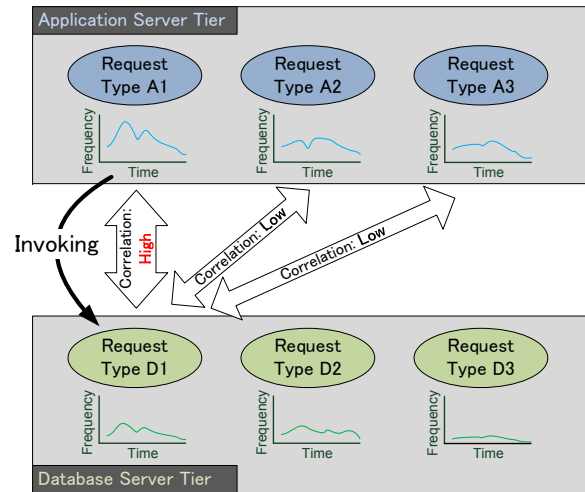 Application Server Tier
Request
Type A1
Request
Type A2
Request
Type A3
Frequency
Time
Frequency
Time
Frequency
Time
Invoking
Correlation:
High
Correlation: Low
Correlation: Low
Request
Type D1
Request
Type D2
Request
Type D3
Frequency
Time
Frequency
Time
Frequency
Time
Database Server Tier